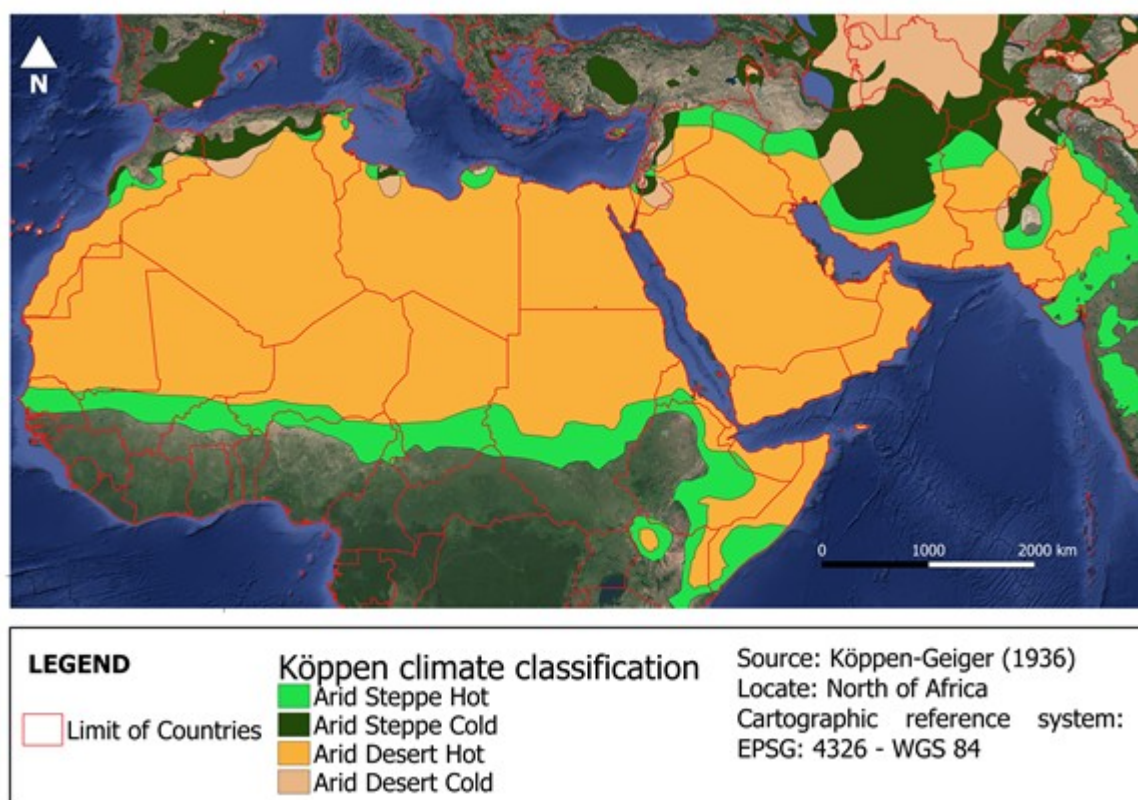 N
0 1000 2000 km
LEGEND
Limit of Countries
Köppen climate classification
Arid Steppe Hot
Arid Steppe Cold
Arid Desert Hot
Arid Desert Cold
Source: Köppen-Geiger (1936)
Locate: North of Africa
Cartographic reference system:
EPSG: 4326 - WGS 84